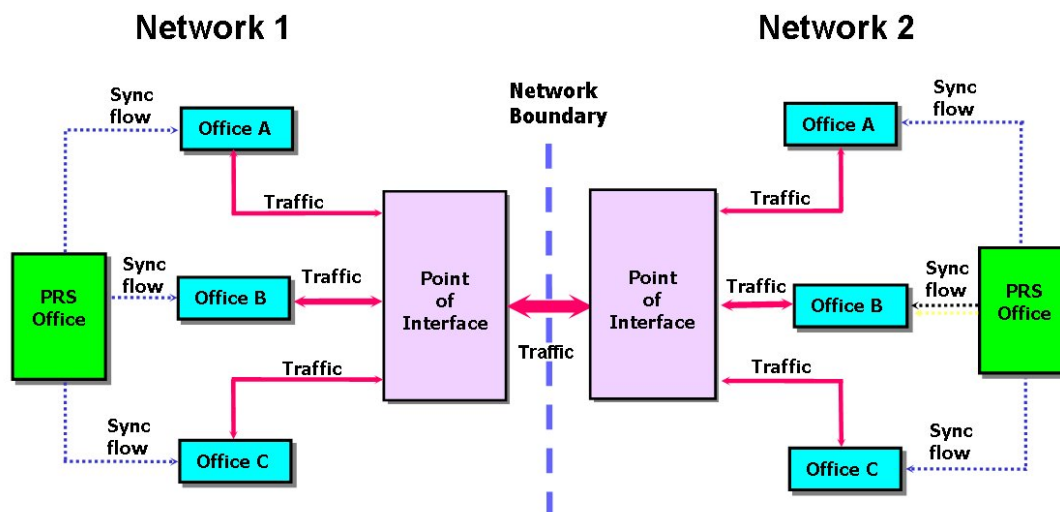 Network 1
Network 2
Sync
flow
Office A
Traffic
PRS
Office
Sync
flow
Office B
Traffic
Traffic
Sync
flow
Office C
Point
of
Interface
Network
Boundary
Traffic
Point
of
Interface
Office A
Sync
flow
Traffic
Traffic
Office B
Sync
flow
PRS
Office
Traffic
Office C
Sync
flow